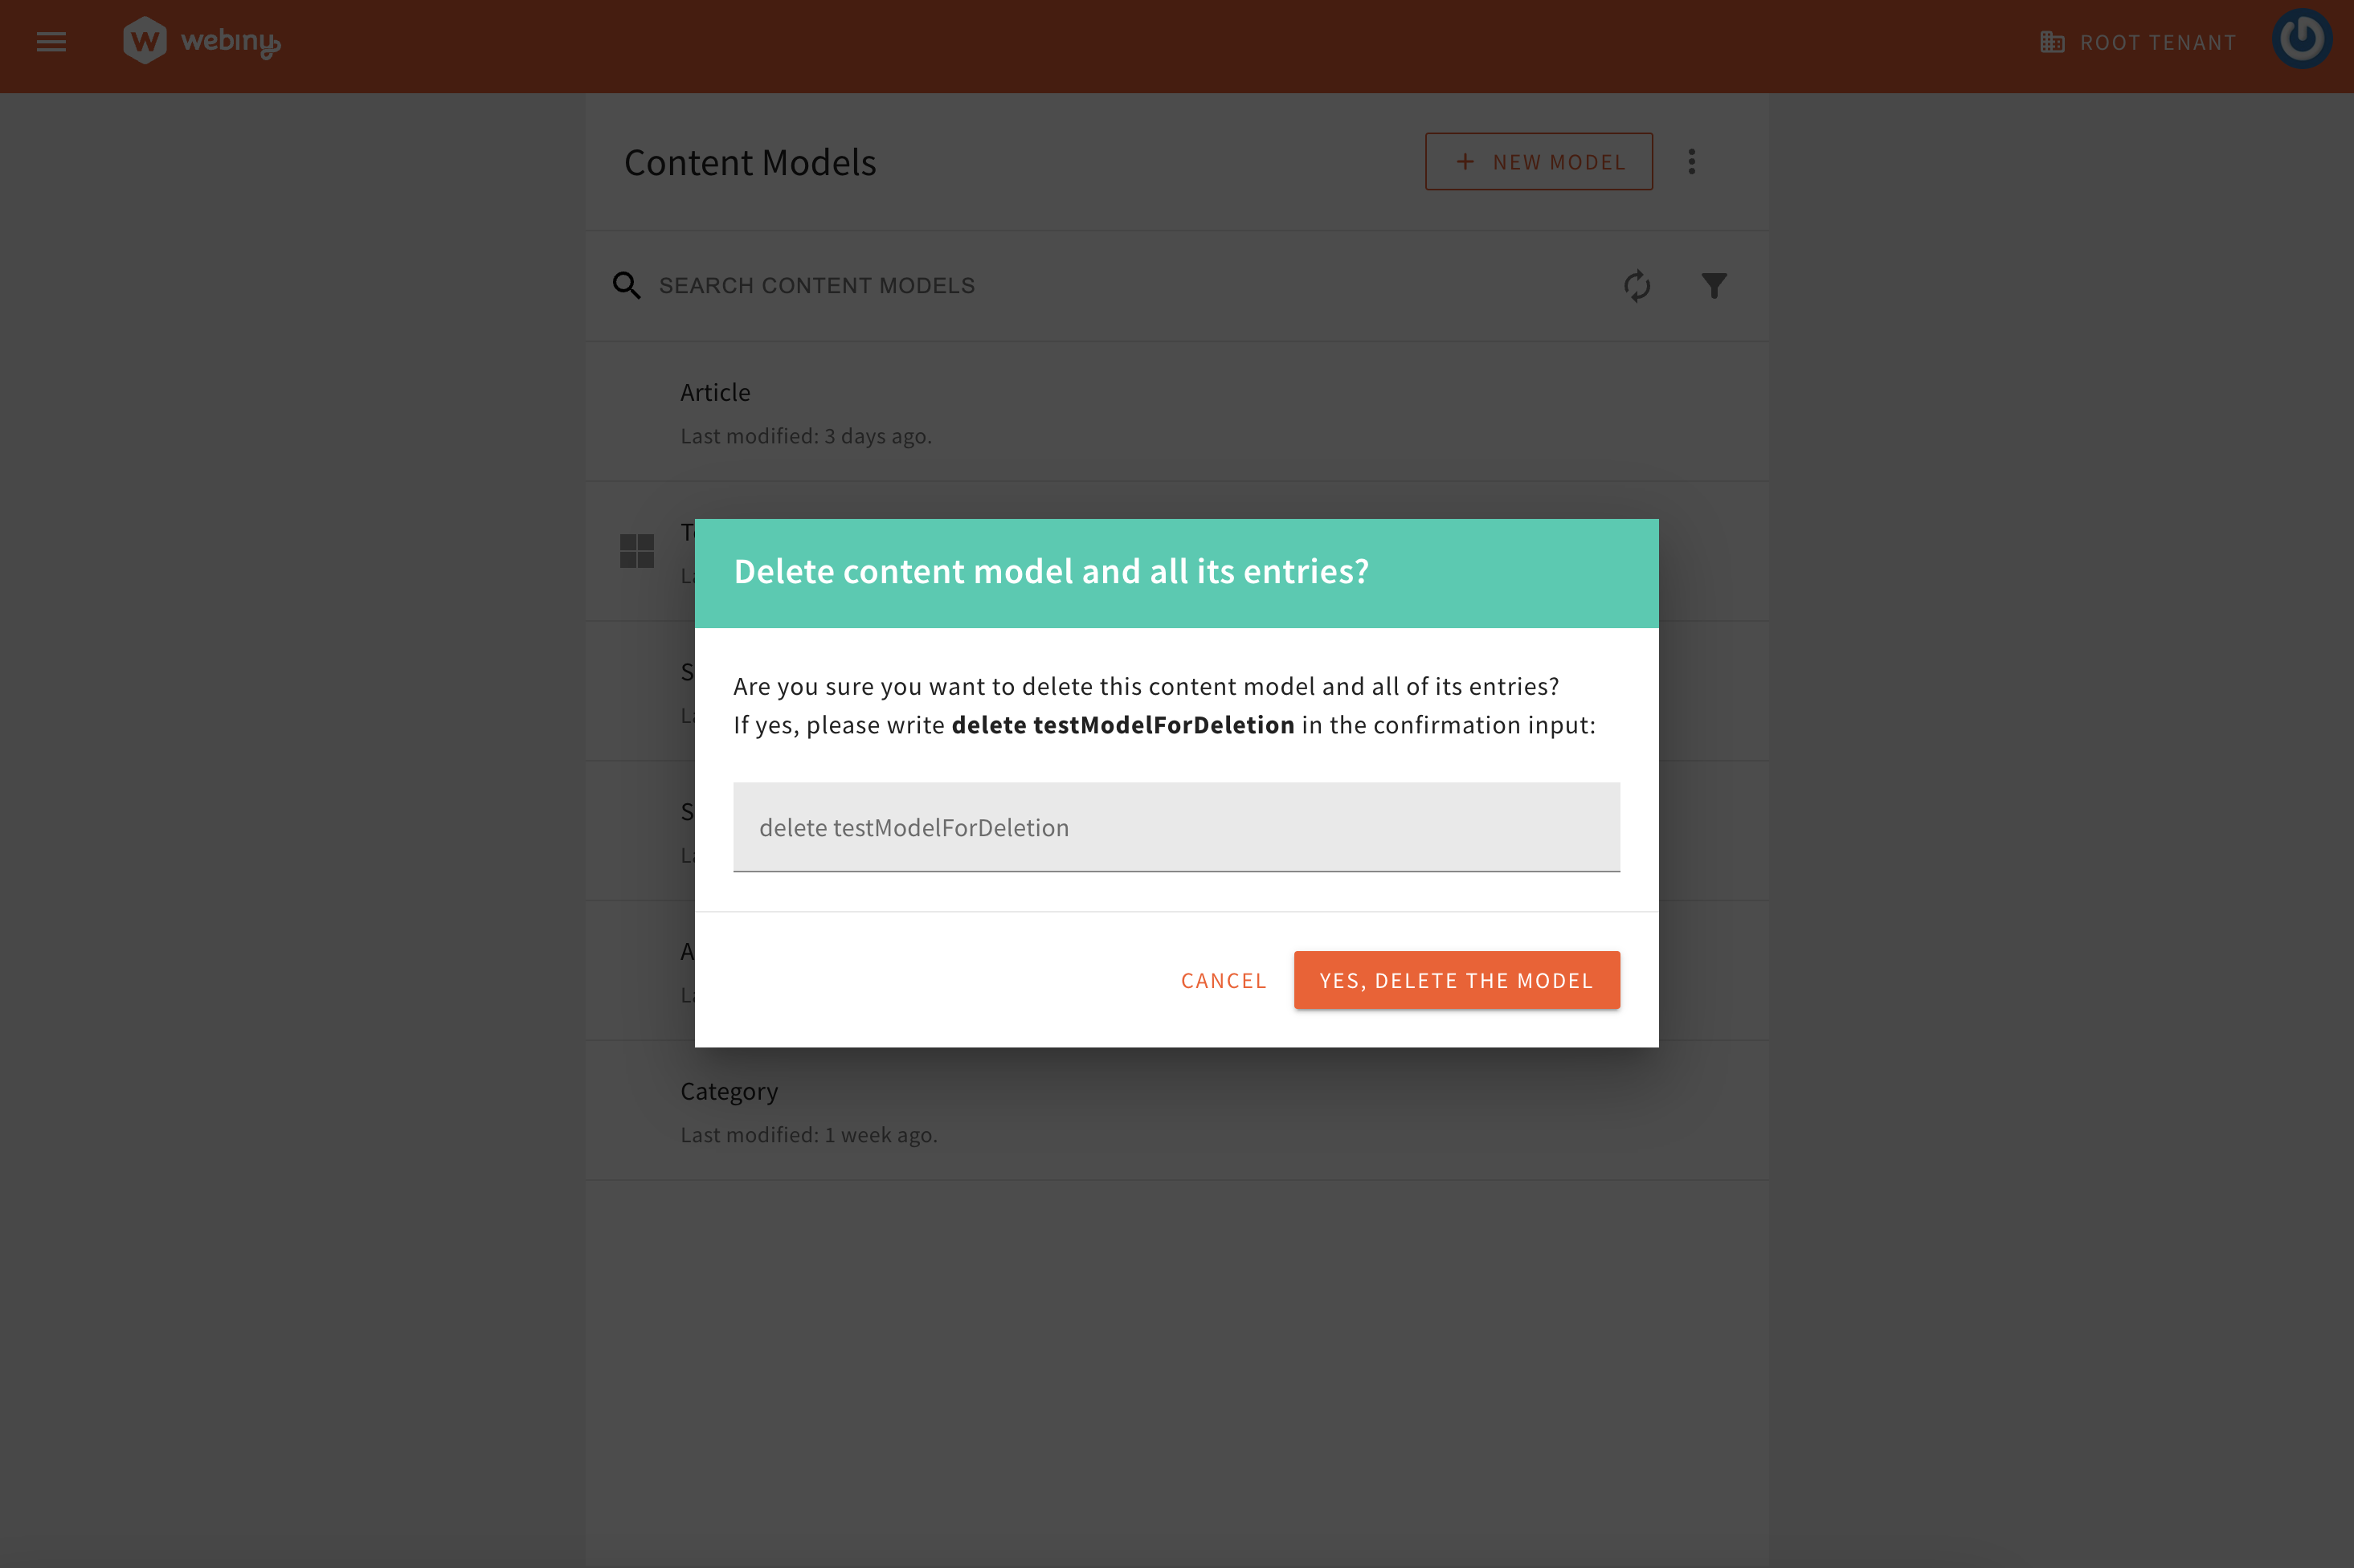 webiny
ROOT TENANT
Content Models
+ NEW MODEL
SEARCH CONTENT MODELS
Article
Last modified: 3 days ago.
Delete content model and all its entries?
Are you sure you want to delete this content model and all of its entries?
If yes, please write delete testModelForDeletion in the confirmation input:
delete testModelForDeletion
CANCEL
YES, DELETE THE MODEL
Category
Last modified: 1 week ago.